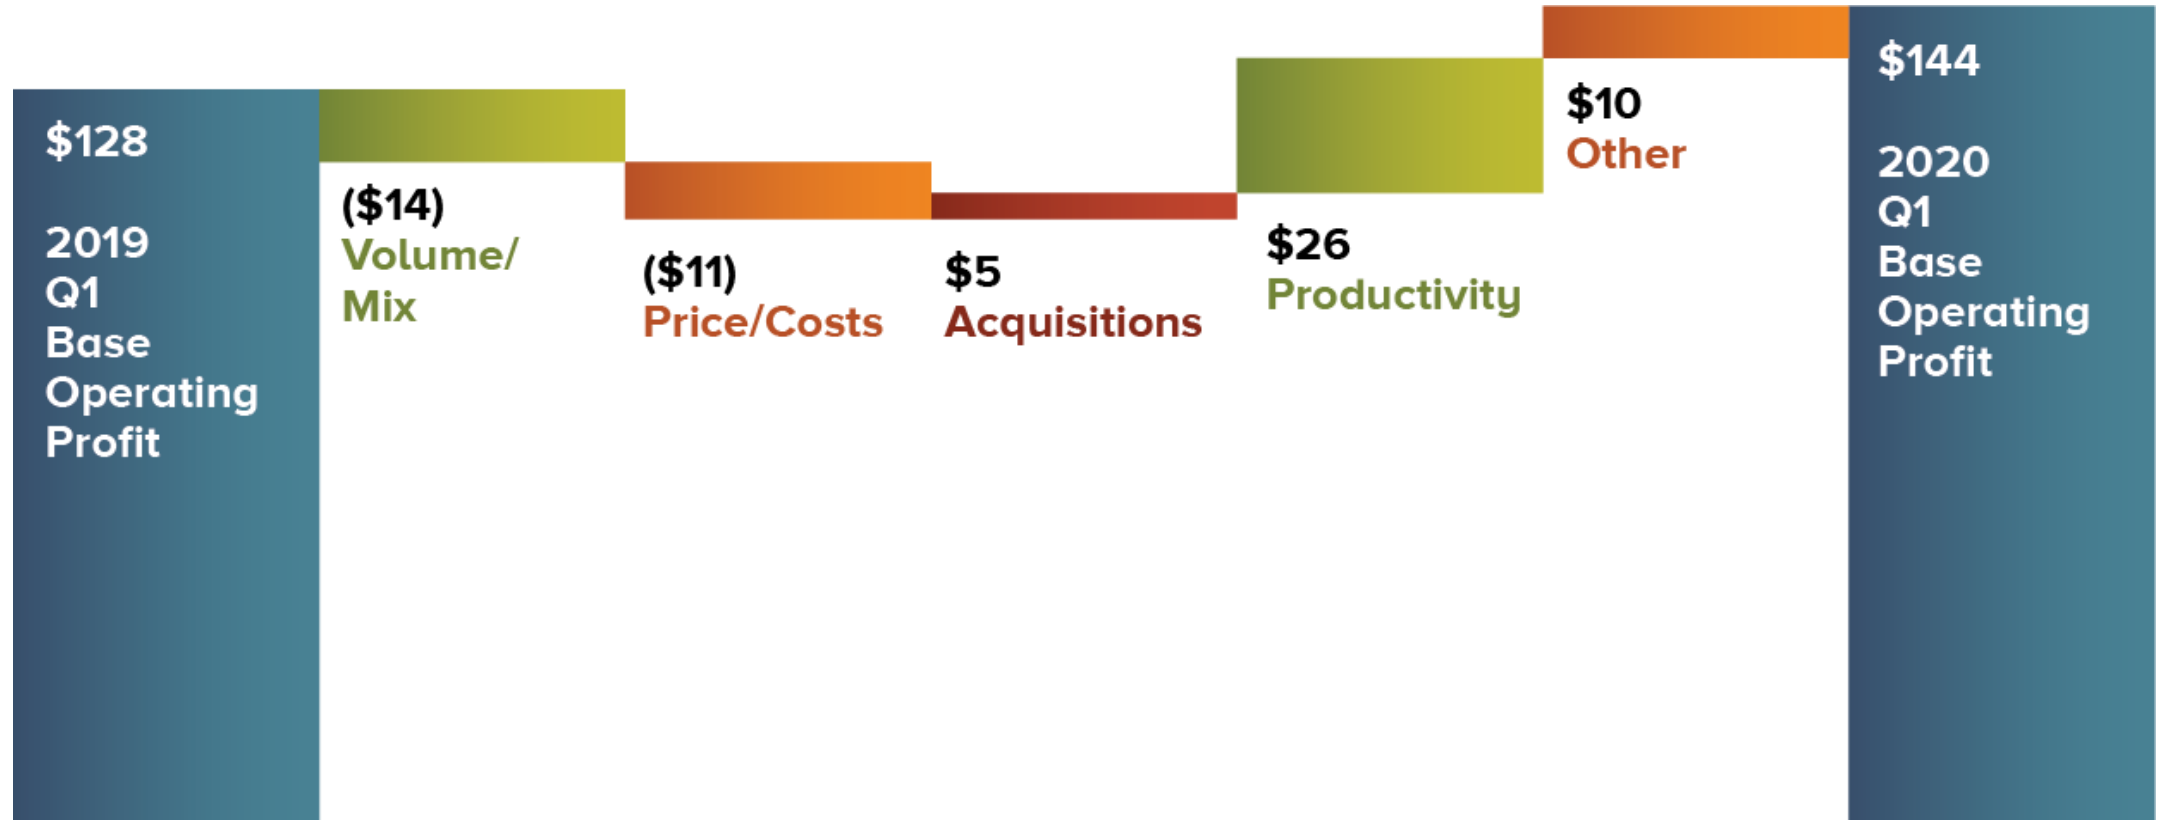 $128
2019
Q1
Base
Operating
Profit
($14)
Volume/
Mix
($11)
Price/Costs
$5
Acquisitions
$26
Productivity
$10
Other
$144
2020
Q1
Base
Operating
Profit